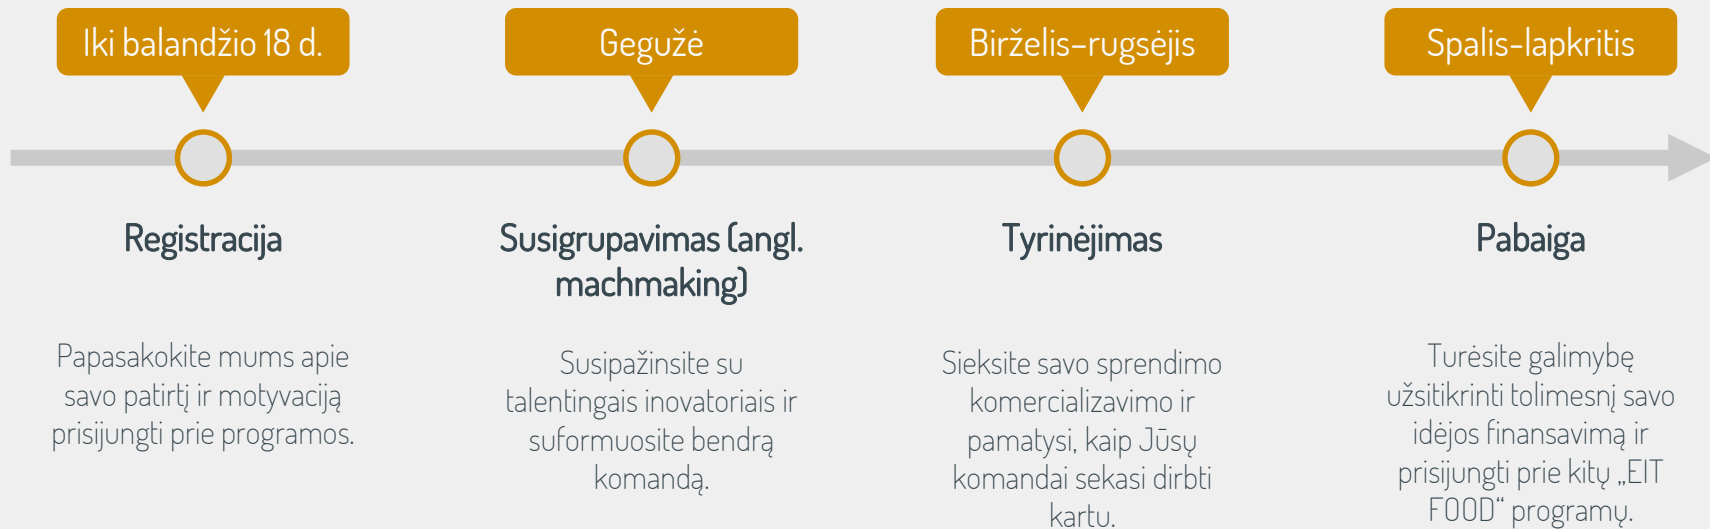 Iki balandžio 18 d.
Gegužė
Birželis-rugsėjis
Spalis-lapkritis
Registracija
Susigrupavimas (angl.
machmaking)
Tyrinėjimas
Pabaiga
Papasakokite mums apie
savo patirtį ir motyvaciją
prisijungti prie programos.
Susipažinsite su
talentingais inovatoriais ir
suformuosite bendrą
komandą.
Sieksite savo sprendimo
komercializavimo ir
pamatysi, kaip Jūsų
komandai sekasi dirbti
kartu.
Turėsite galimybę
užsitikrinti tolimesnį savo
idėjos finansavimą ir
prisijungti prie kitų „EIT
FOOD“ programų.